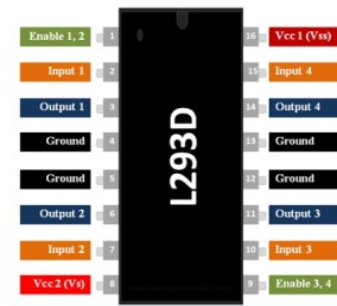 Enable 1, 2
1
16
Vcc 1 (Vss)
Input 1
2
15
Input 4
Output 1
3
14
Output 4
Ground
4
13
Ground
L293D
Ground
5
12
Ground
Output 2
6
11
Output 3
Input 2
7
10
Input 3
Vcc 2 (Vs)
8
9
Enable 3, 4